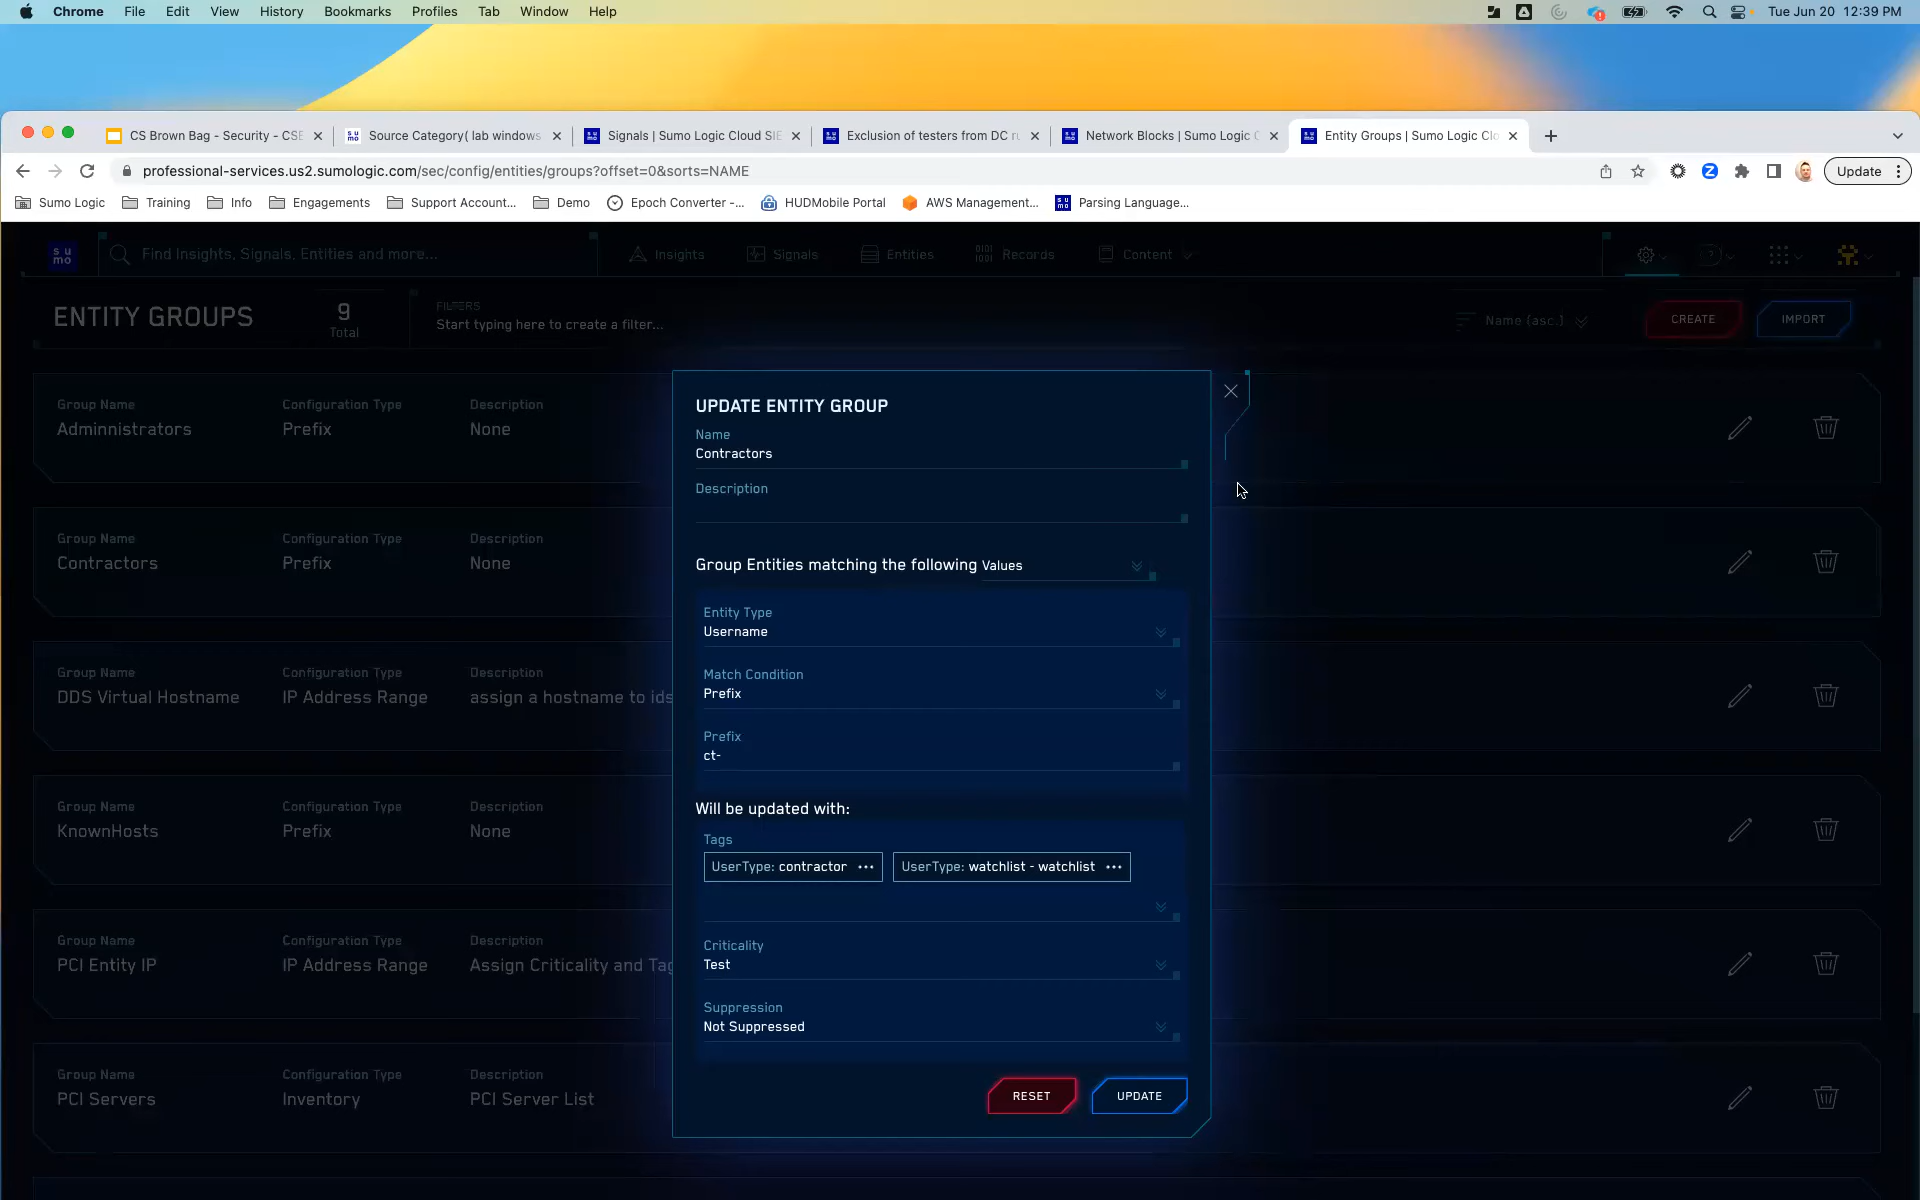 Chrome File Edit View History Bookmarks Profiles Tab Window Help Tue Jun 20 12:39 PM
CS Brown Bag - Security - CSE Source Category( lab windows Signals | Sumo Logic Cloud SIE Exclusion of testers from DC ru Network Blocks | Sumo Logic C Entity Groups | Sumo Logic Clo
professional-services.us2.sumologic.com/sec/config/entities/groups?offset=0&sorts=NAME Update
Sumo Logic Training Info Engagements Support Account... Demo Epoch Converter -... HUDMobile Portal AWS Management... Parsing Language...
su
mo
Find Insights, Signals, Entities and more... Insights Signals Entities Records Content
ENTITY GROUPS
9
Total
FILTERS
Start typing here to create a filter...
Name (asc.)
CREATE
IMPORT
Group Name Configuration Type Description
Adminnistrators Prefix None
Group Name Configuration Type Description
Contractors Prefix None
Group Name Configuration Type Description
DDS Virtual Hostname IP Address Range assign a hostname to ids
Group Name Configuration Type Description
KnownHosts Prefix None
Group Name Configuration Type Description
PCI Entity IP IP Address Range Assign Criticality and Tag
Group Name Configuration Type Description
PCI Servers Inventory PCI Server List
UPDATE ENTITY GROUP
Name
Contractors
Description
Group Entities matching the following Values
Entity Type
Username
Match Condition
Prefix
Prefix
ct-
Will be updated with:
Tags
UserType: contractor ••• UserType: watchlist - watchlist •••
Criticality
Test
Suppression
Not Suppressed
RESET UPDATE